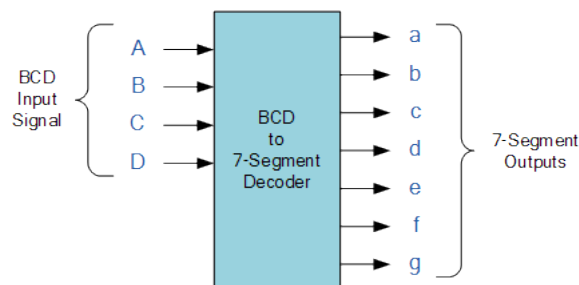 BCD
Input
Signal
A
B
C
D
BCD
to
7-Segment
Decoder
a
b
c
d
e
f
g
7-Segment
Outputs